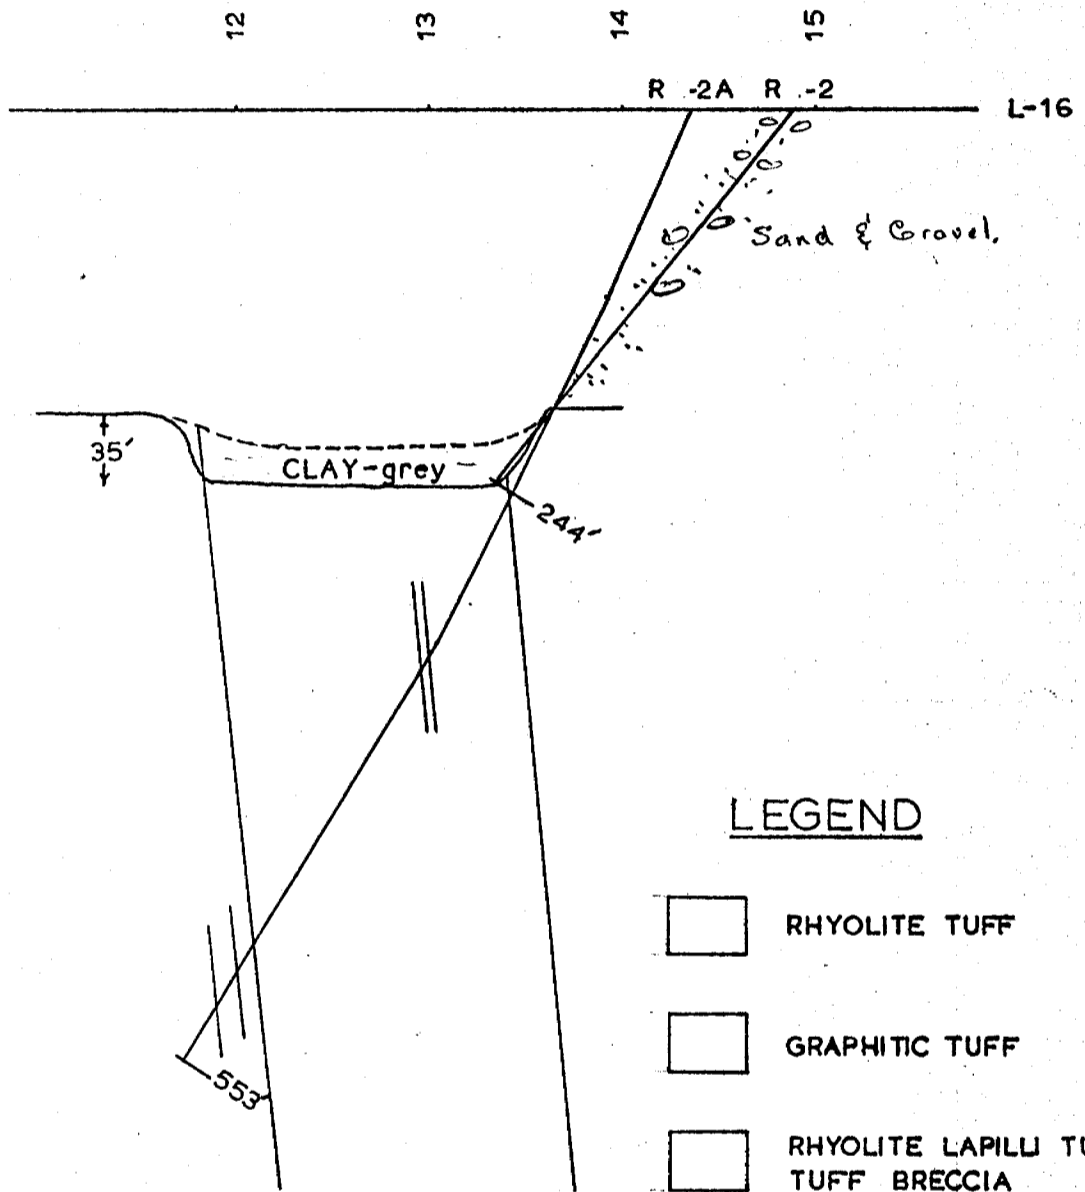 12 13 14 15
R .-2A R .-2
L-16
Sand & Gravel.
35'
CLAY-grey
244'
553'
LEGEND
RHYOLITE TUFF
GRAPHITIC TUFF
RHYOLITE LAPILLI TU
TUFF BRECCIA